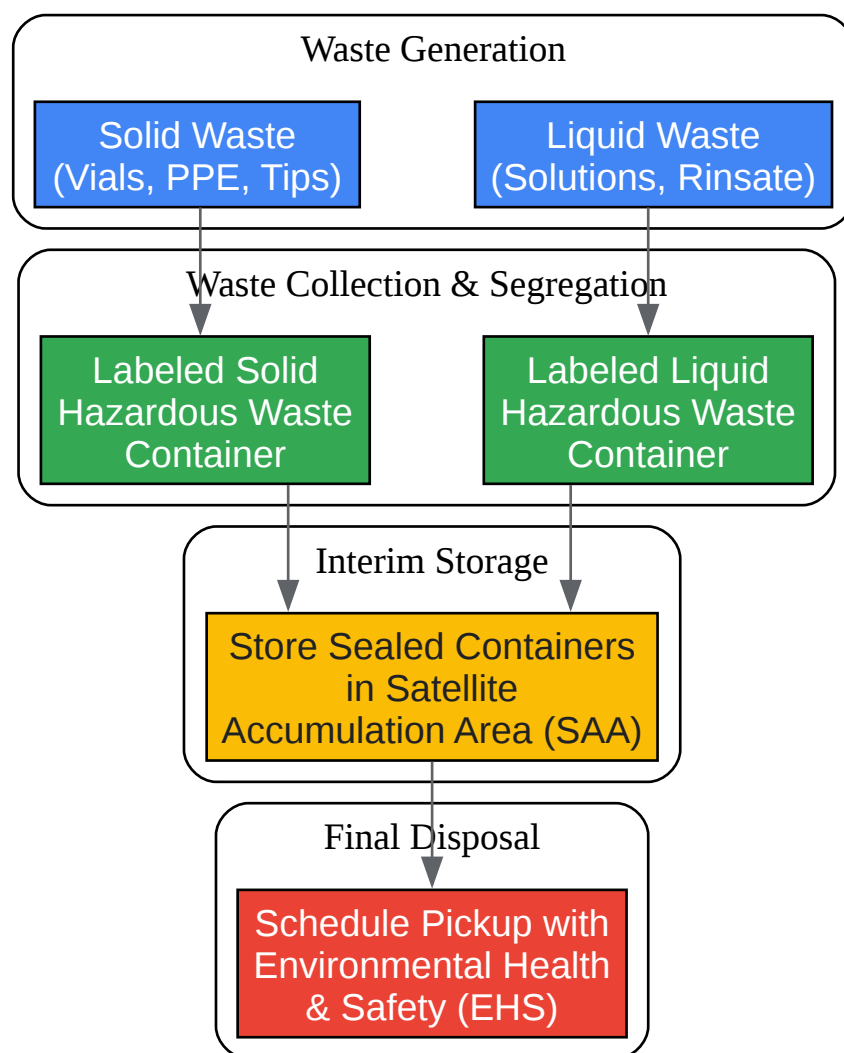 Waste Generation
Solid Waste
(Vials, PPE, Tips)
Liquid Waste
(Solutions, Rinsate)
Waste Collection & Segregation
Labeled Solid
Hazardous Waste
Container
Labeled Liquid
Hazardous Waste
Container
Interim Storage
Store Sealed Containers
in Satellite
Accumulation Area (SAA)
Final Disposal
Schedule Pickup with
Environmental Health
& Safety (EHS)